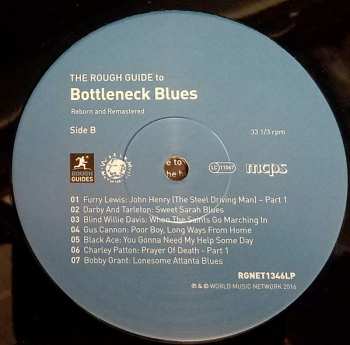 THE ROUGH GUIDE to
Bottleneck Blues
Reborn and Remastered
Side B
33 1/3 rpm
ROUGH GUIDES
e to
he b
LC 11067
mcps
01 Furry Lewis: John Henry (The Steel Driving Man) – Part 1
02 Darby And Tarleton: Sweet Sarah Blues
03 Blind Willie Davis: When The Saints Go Marching In
04 Gus Cannon: Poor Boy, Long Ways From Home
05 Black Ace: You Gonna Need My Help Some Day
06 Charley Patton: Prayer Of Death - Part 1
07 Bobby Grant: Lonesome Atlanta Blues
RGNET1346LP
℗ & © WORLD MUSIC NETWORK 2016